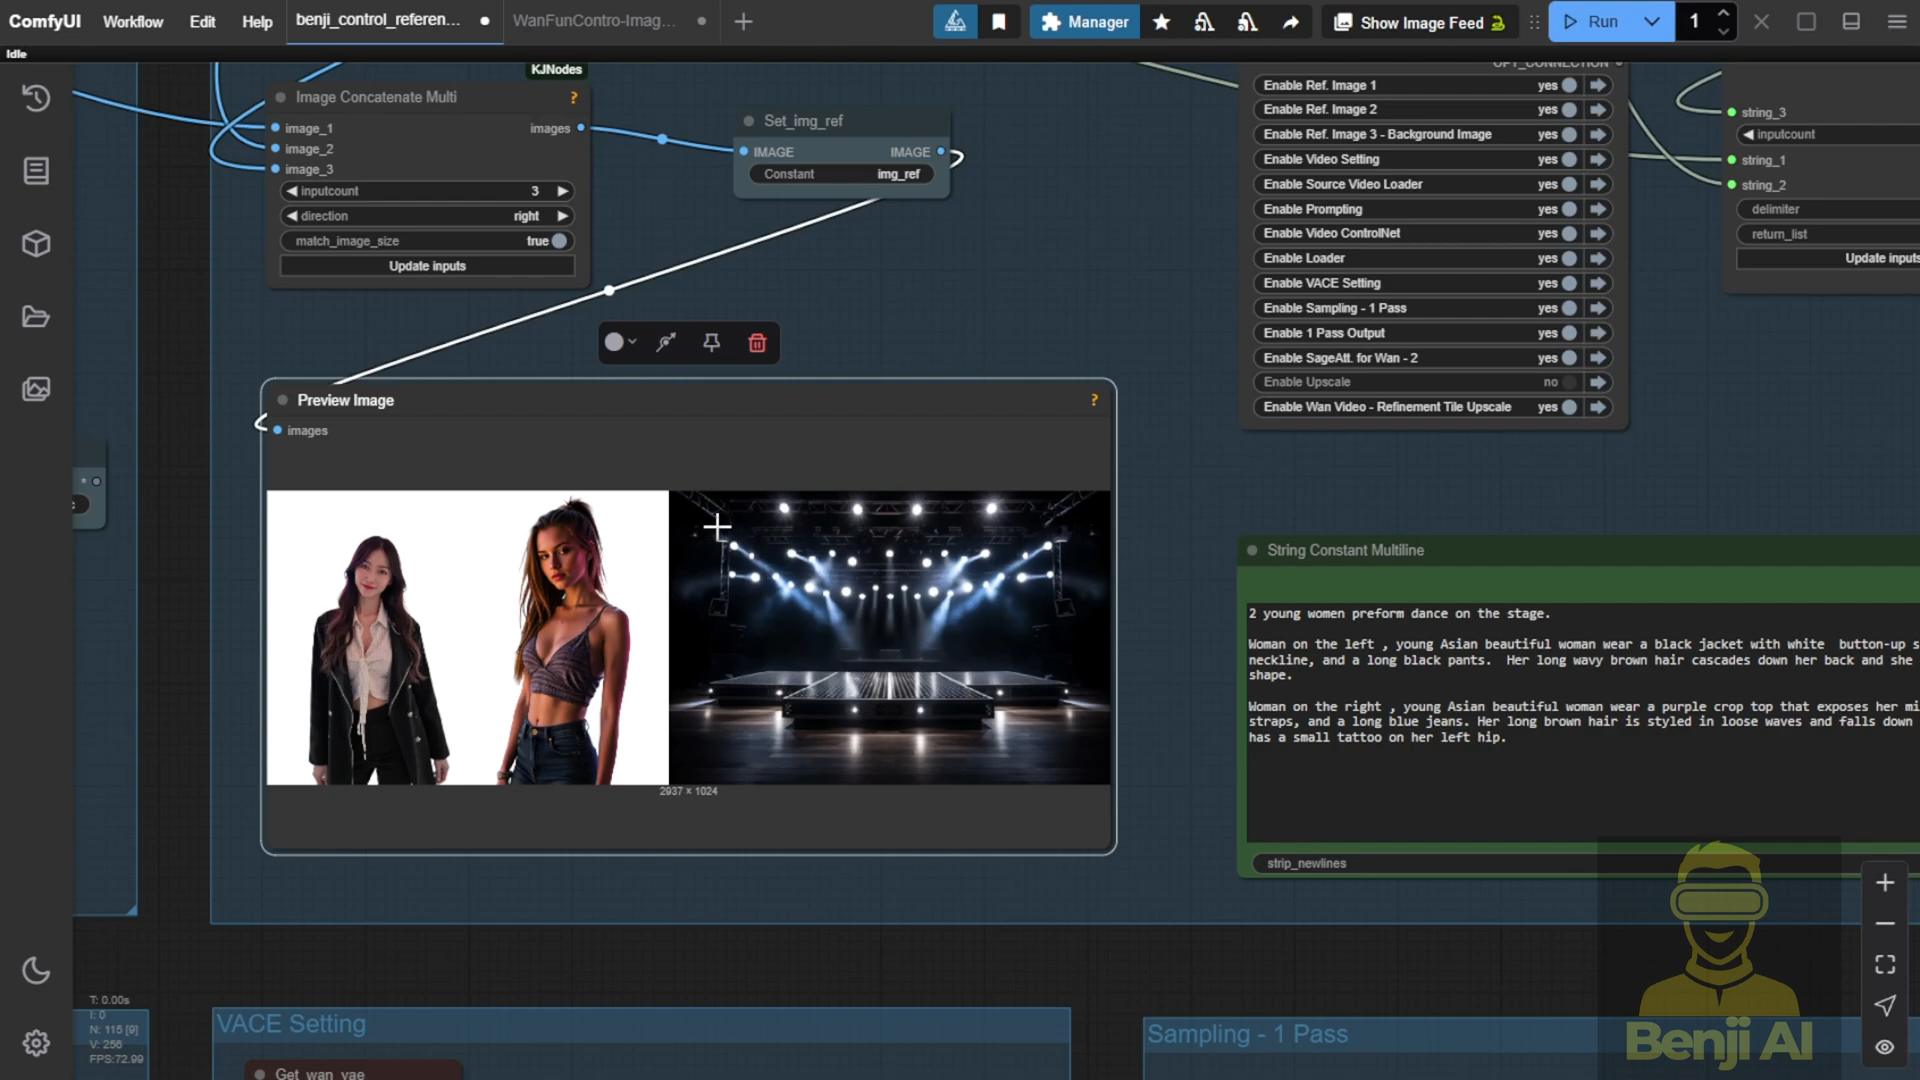 ComfyUI Workflow Edit Help benji_control_referen... WanFunContro-Imag... Manager Show Image Feed Run 1
Idle
KJNodes
Image Concatenate Multi ?
image_1 images
image_2
image_3
inputcount 3
direction right
match_image_size true
Update inputs
Set_img_ref
IMAGE IMAGE
Constant img_ref
OPT_CONNECTION
Enable Ref. Image 1 yes
Enable Ref. Image 2 yes
Enable Ref. Image 3 - Background Image yes
Enable Video Setting yes
Enable Source Video Loader yes
Enable Prompting yes
Enable Video ControlNet yes
Enable Loader yes
Enable VACE Setting yes
Enable Sampling - 1 Pass yes
Enable 1 Pass Output yes
Enable SageAtt. for Wan - 2 yes
Enable Upscale no
Enable Wan Video - Refinement Tile Upscale yes
string_3
inputcount
string_1
string_2
delimiter
return_list
Update inputs
Preview Image ?
images
2937 × 1024
String Constant Multiline
2 young women preform dance on the stage.
Woman on the left , young Asian beautiful woman wear a black jacket with white button-up s
neckline, and a long black pants. Her long wavy brown hair cascades down her back and she
shape.
Woman on the right , young Asian beautiful woman wear a purple crop top that exposes her mi
straps, and a long blue jeans. Her long brown hair is styled in loose waves and falls down
has a small tattoo on her left hip.
strip_newlines
T: 0.00s
I: 0
N: 115 [9]
V: 256
FPS:72.99
VACE Setting
Get_wan_vae
Sampling - 1 Pass
Benji AI